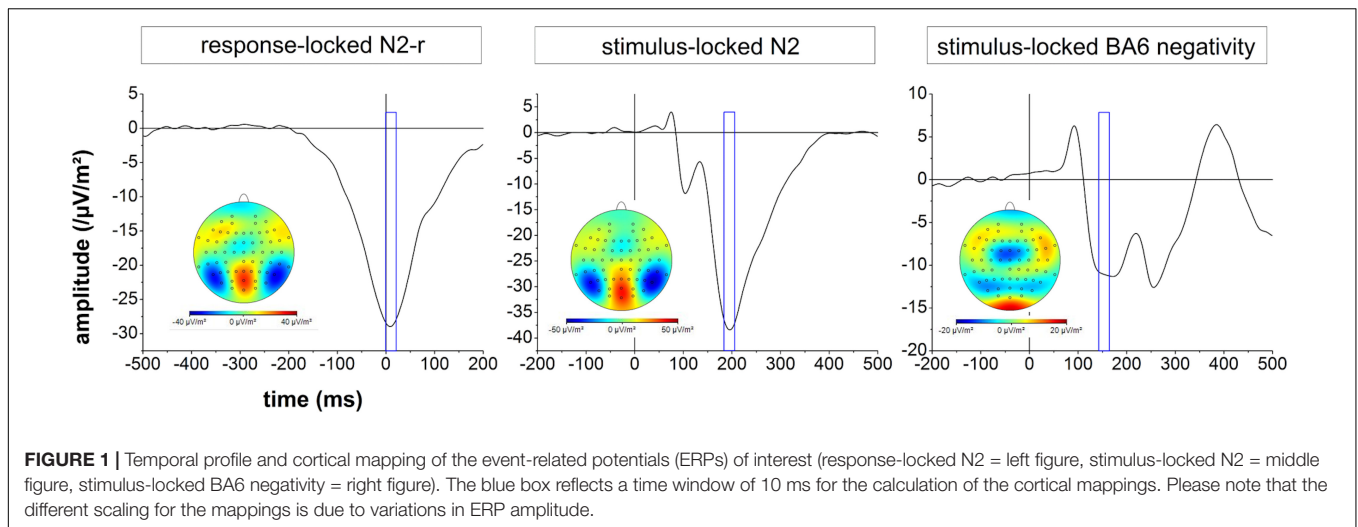 response-locked N2-r
stimulus-locked N2
stimulus-locked BA6 negativity
amplitude (/µV/m²)
5
0
-5
-10
-15
-20
-25
-30
-40 µV/m² 0 µV/m² 40 µV/m²
-500 -400 -300 -200 -100 0 100 200
time (ms)
5
0
-5
-10
-15
-20
-25
-30
-35
-40
-50 µV/m² 0 µV/m² 50 µV/m²
-200 -100 0 100 200 300 400 500
10
5
0
-5
-10
-15
-20
-20 µV/m² 0 µV/m² 20 µV/m²
-200 -100 0 100 200 300 400 500
FIGURE 1 | Temporal profile and cortical mapping of the event-related potentials (ERPs) of interest (response-locked N2 = left figure, stimulus-locked N2 = middle
figure, stimulus-locked BA6 negativity = right figure). The blue box reflects a time window of 10 ms for the calculation of the cortical mappings. Please note that the
different scaling for the mappings is due to variations in ERP amplitude.